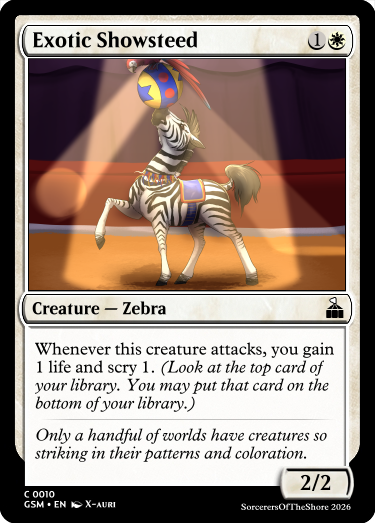 Exotic Showsteed 1
Creature — Zebra
Whenever this creature attacks, you gain
1 life and scry 1. (Look at the top card of
your library. You may put that card on the
bottom of your library.)
Only a handful of worlds have creatures so
striking in their patterns and coloration.
2/2
C 0010
GSM • EN X-AURI
SorcerersOfTheShore 2026